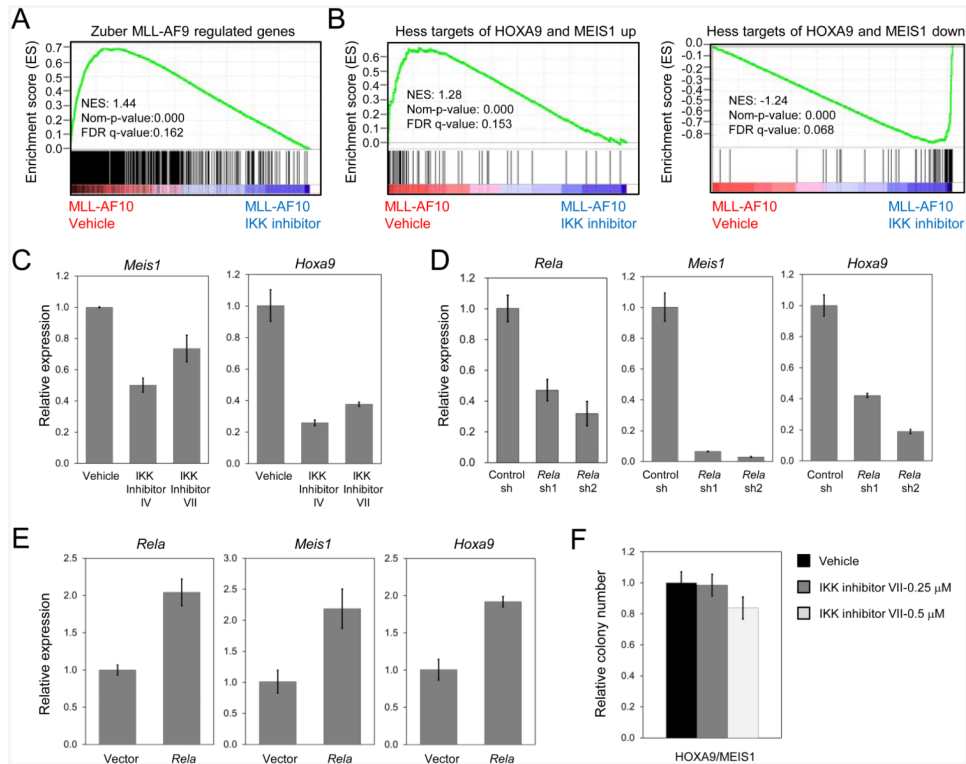 A
Zuber MLL-AF9 regulated genes
Enrichment score (ES)
0.7
0.6
0.5
0.4
0.3
0.2
0.1
0.0
NES: 1.44
Nom-p-value:0.000
FDR q-value:0.162
MLL-AF10 MLL-AF10
Vehicle IKK inhibitor
B
Hess targets of HOXA9 and MEIS1 up
Enrichment score (ES)
0.6
0.5
0.4
0.3
0.2
0.1
0.0
NES: 1.28
Nom-p-value: 0.000
FDR q-value: 0.153
MLL-AF10 MLL-AF10
Vehicle IKK inhibitor
Hess targets of HOXA9 and MEIS1 down
Enrichment score (ES)
0.0
-0.1
-0.2
-0.3
-0.4
-0.5
-0.6
-0.7
-0.8
NES: -1.24
Nom-p-value: 0.000
FDR q-value: 0.068
MLL-AF10 MLL-AF10
Vehicle IKK inhibitor
C
Meis1
Relative expression
1.2
1.0
0.8
0.6
0.4
0.2
0.0
Vehicle IKK IKK
Inhibitor Inhibitor
IV VII
Hoxa9
1.2
1.0
0.8
0.6
0.4
0.2
0.0
Vehicle IKK IKK
Inhibitor Inhibitor
IV VII
D
Rela
Relative expression
1.2
1.0
0.8
0.6
0.4
0.2
0.0
Control Rela Rela
sh sh1 sh2
Meis1
1.2
1.0
0.8
0.6
0.4
0.2
0.0
Control Rela Rela
sh sh1 sh2
Hoxa9
1.2
1.0
0.8
0.6
0.4
0.2
0.0
Control Rela Rela
sh sh1 sh2
E
Rela
Relative expression
2.5
2.0
1.5
1.0
0.5
0.0
Vector Rela
Meis1
3.0
2.5
2.0
1.5
1.0
0.5
0.0
Vector Rela
Hoxa9
2.5
2.0
1.5
1.0
0.5
0.0
Vector Rela
F
Relative colony number
1.2
1.0
0.8
0.6
0.4
0.2
0.0
HOXA9/MEIS1
Vehicle
IKK inhibitor VII-0.25 μM
IKK inhibitor VII-0.5 μM